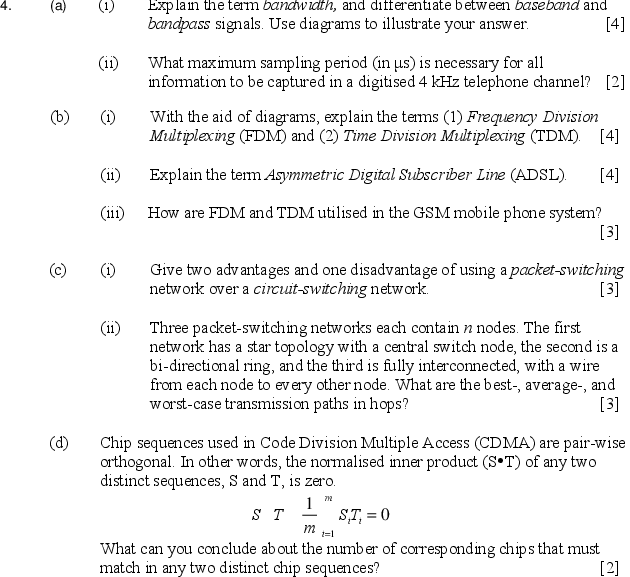 4. (a) (i) Explain the term bandwidth, and differentiate between baseband and
bandpass signals. Use diagrams to illustrate your answer. [4]
(ii) What maximum sampling period (in μs) is necessary for all
information to be captured in a digitised 4 kHz telephone channel? [2]
(b) (i) With the aid of diagrams, explain the terms (1) Frequency Division
Multiplexing (FDM) and (2) Time Division Multiplexing (TDM). [4]
(ii) Explain the term Asymmetric Digital Subscriber Line (ADSL). [4]
(iii) How are FDM and TDM utilised in the GSM mobile phone system?
[3]
(c) (i) Give two advantages and one disadvantage of using a packet-switching
network over a circuit-switching network. [3]
(ii) Three packet-switching networks each contain n nodes. The first
network has a star topology with a central switch node, the second is a
bi-directional ring, and the third is fully interconnected, with a wire
from each node to every other node. What are the best-, average-, and
worst-case transmission paths in hops? [3]
(d) Chip sequences used in Code Division Multiple Access (CDMA) are pair-wise
orthogonal. In other words, the normalised inner product (S•T) of any two
distinct sequences, S and T, is zero.
S T 1/m m i=1 SiTi = 0
What can you conclude about the number of corresponding chips that must
match in any two distinct chip sequences? [2]